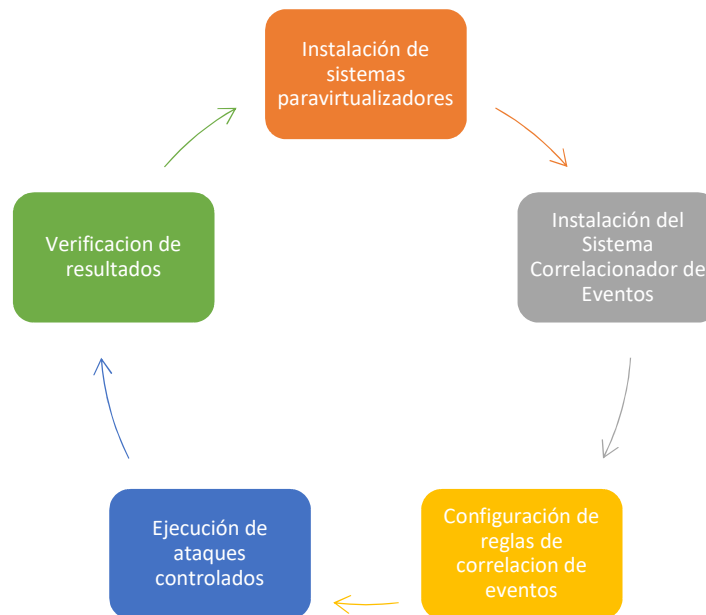 Instalación de
sistemas
paravirtualizadores
Instalación del
Sistema
Correlacionador de
Eventos
Configuración de
reglas de
correlacion de
eventos
Ejecución de
ataques
controlados
Verificacion de
resultados